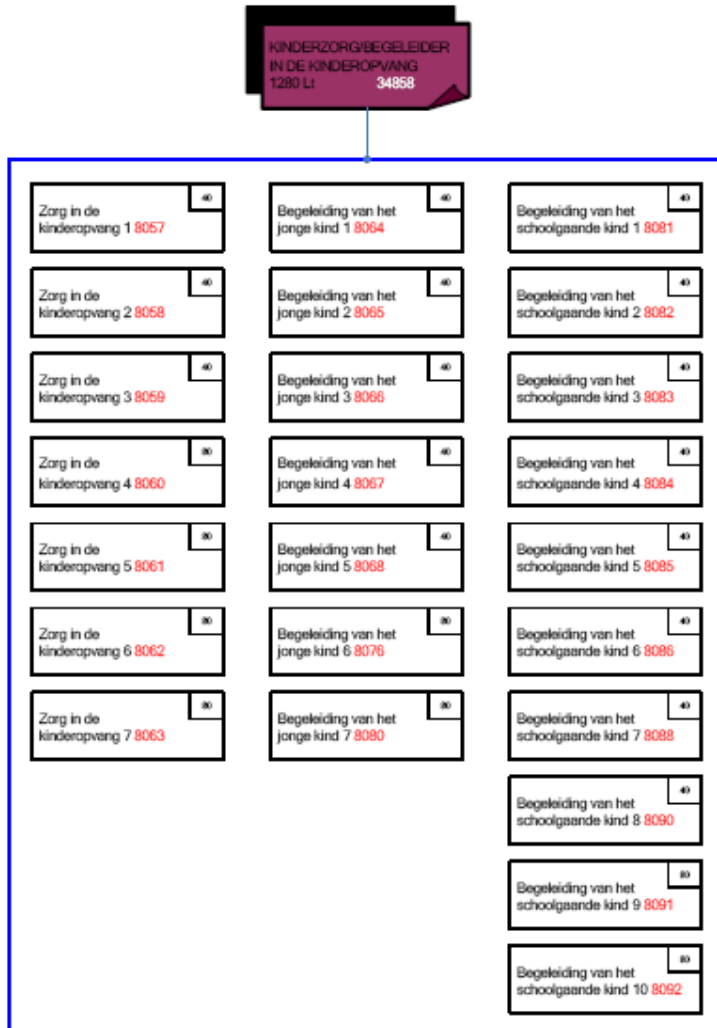 KINDERZORG/BEGELEIDER
IN DE KINDEROPVANG
1280 Lt 34858
40
Zorg in de
kinderopvang 1 8057
40
Begeleiding van het
jonge kind 1 8064
40
Begeleiding van het
schoolgaande kind 1 8081
40
Zorg in de
kinderopvang 2 8058
40
Begeleiding van het
jonge kind 2 8065
40
Begeleiding van het
schoolgaande kind 2 8082
40
Zorg in de
kinderopvang 3 8059
40
Begeleiding van het
jonge kind 3 8066
40
Begeleiding van het
schoolgaande kind 3 8083
80
Zorg in de
kinderopvang 4 8060
40
Begeleiding van het
jonge kind 4 8067
40
Begeleiding van het
schoolgaande kind 4 8084
80
Zorg in de
kinderopvang 5 8061
40
Begeleiding van het
jonge kind 5 8068
40
Begeleiding van het
schoolgaande kind 5 8085
80
Zorg in de
kinderopvang 6 8062
80
Begeleiding van het
jonge kind 6 8076
40
Begeleiding van het
schoolgaande kind 6 8086
80
Zorg in de
kinderopvang 7 8063
80
Begeleiding van het
jonge kind 7 8080
40
Begeleiding van het
schoolgaande kind 7 8088
40
Begeleiding van het
schoolgaande kind 8 8090
80
Begeleiding van het
schoolgaande kind 9 8091
80
Begeleiding van het
schoolgaande kind 10 8092